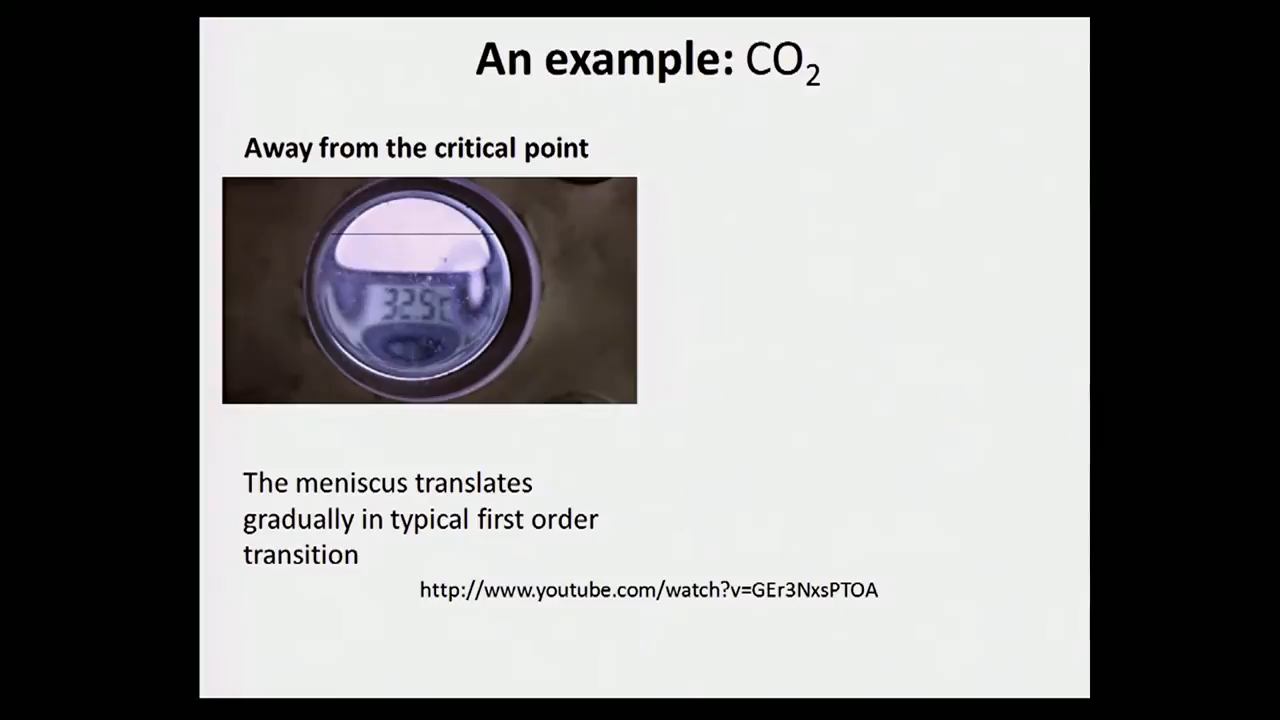 An example: CO₂
Away from the critical point
32.5c
The meniscus translates
gradually in typical first order
transition
http://www.youtube.com/watch?v=GEr3NxsPTOA